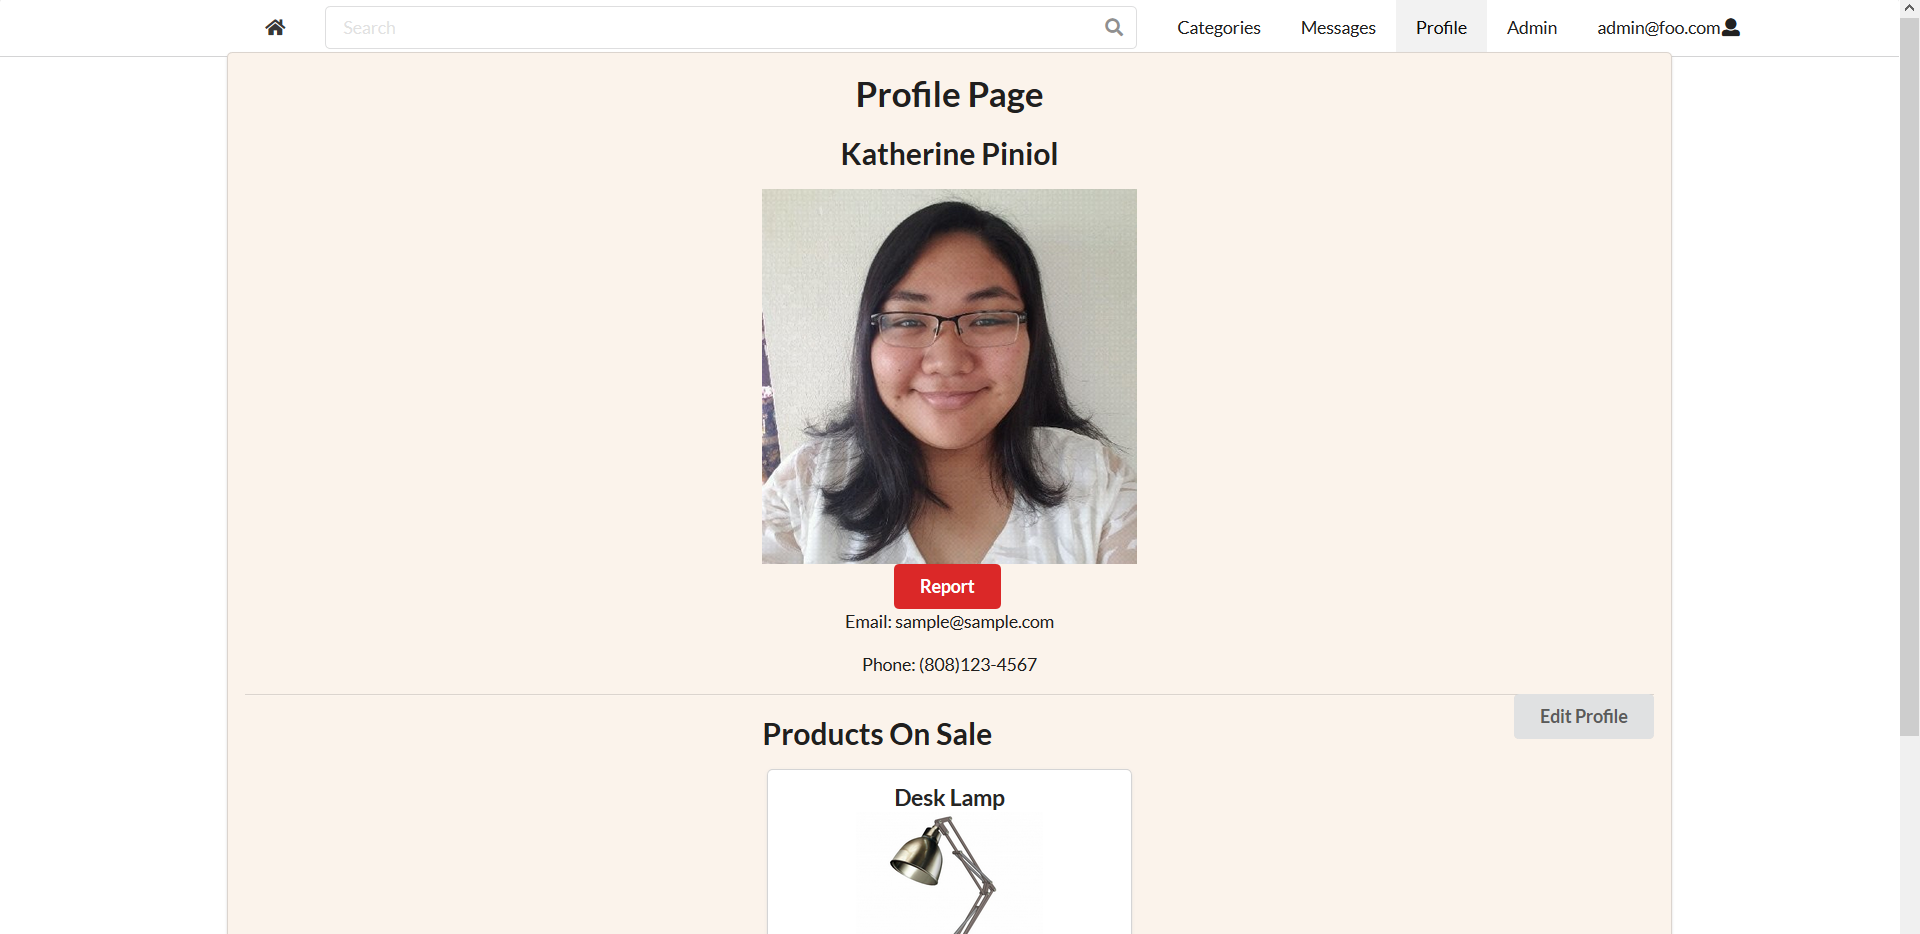 Search
Categories
Messages
Profile
Admin
admin@foo.com
Profile Page
Katherine Piniol
Report
Email: sample@sample.com
Phone: (808)123-4567
Edit Profile
Products On Sale
Desk Lamp